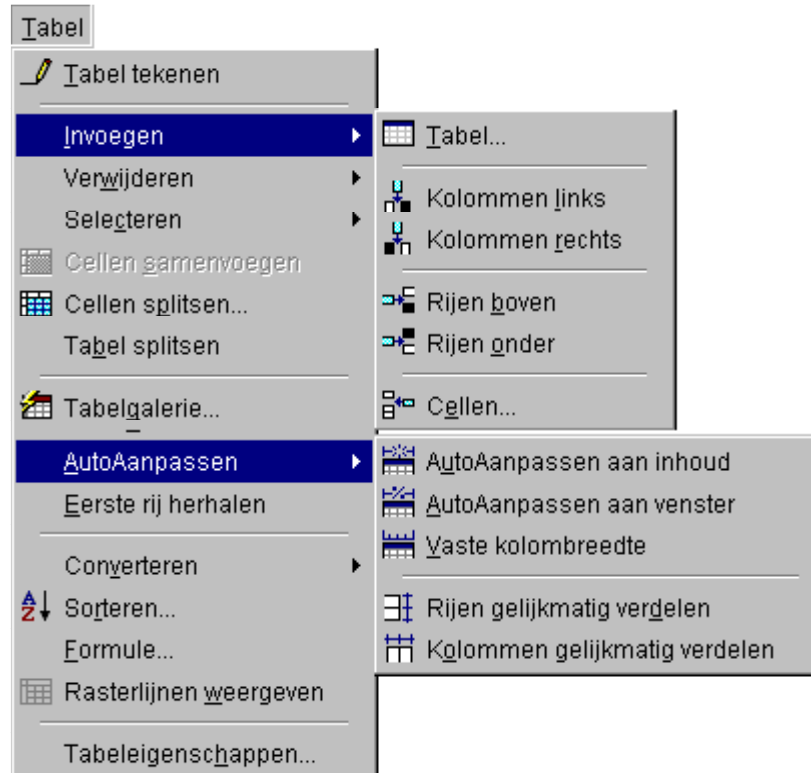 Tabel
Tabel tekenen
Invoegen
Verwijderen
Selecteren
Cellen samenvoegen
Cellen splitsen...
Tabel splitsen
Tabelgalerie...
AutoAanpassen
Eerste rij herhalen
Converteren
Sorteren...
Formule...
Rasterlijnen weergeven
Tabeleigenschappen...
Tabel...
Kolommen links
Kolommen rechts
Rijen boven
Rijen onder
Cellen...
AutoAanpassen aan inhoud
AutoAanpassen aan venster
Vaste kolombreedte
Rijen gelijkmatig verdelen
Kolommen gelijkmatig verdelen